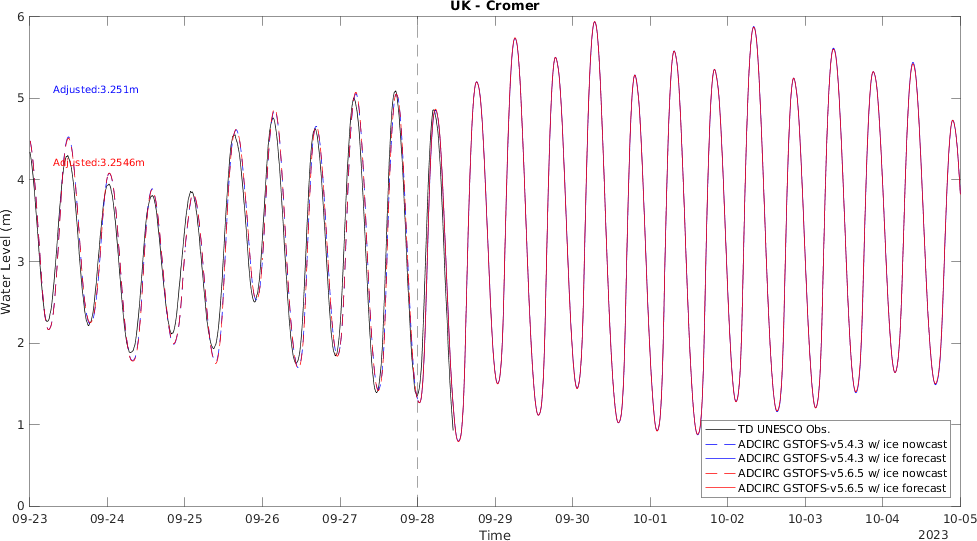 UK - Cromer
6
5
4
3
2
1
0
Water Level (m)
Adjusted:3.251m
Adjusted:3.2546m
TD UNESCO Obs.
ADCIRC GSTOFS-v5.4.3 w/ ice nowcast
ADCIRC GSTOFS-v5.4.3 w/ ice forecast
ADCIRC GSTOFS-v5.6.5 w/ ice nowcast
ADCIRC GSTOFS-v5.6.5 w/ ice forecast
09-23 09-24 09-25 09-26 09-27 09-28 09-29 09-30 10-01 10-02 10-03 10-04 10-05
Time
2023